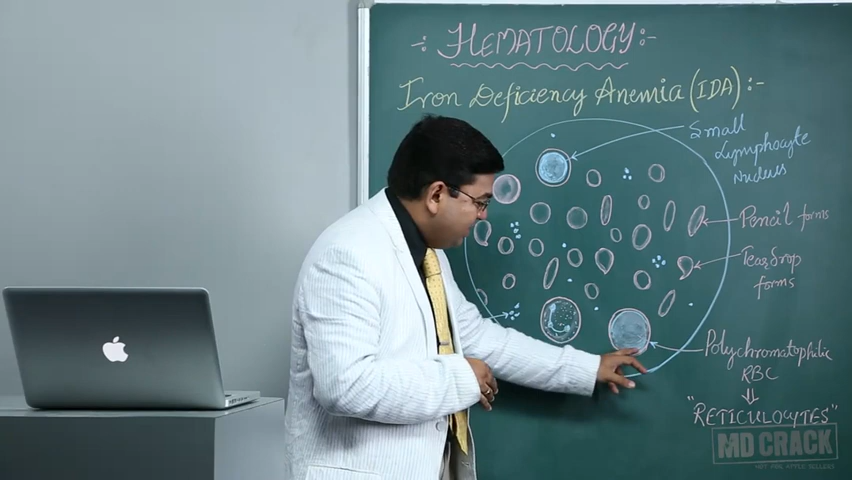 -: HEMATOLOGY :-
Iron Deficiency Anemia (IDA) :-
Small
Lymphocyte
Nucleus
Pencil forms
Tear drop
forms
Polychromatophilic
RBC
"RETICULOCYTES"
MD CRACK